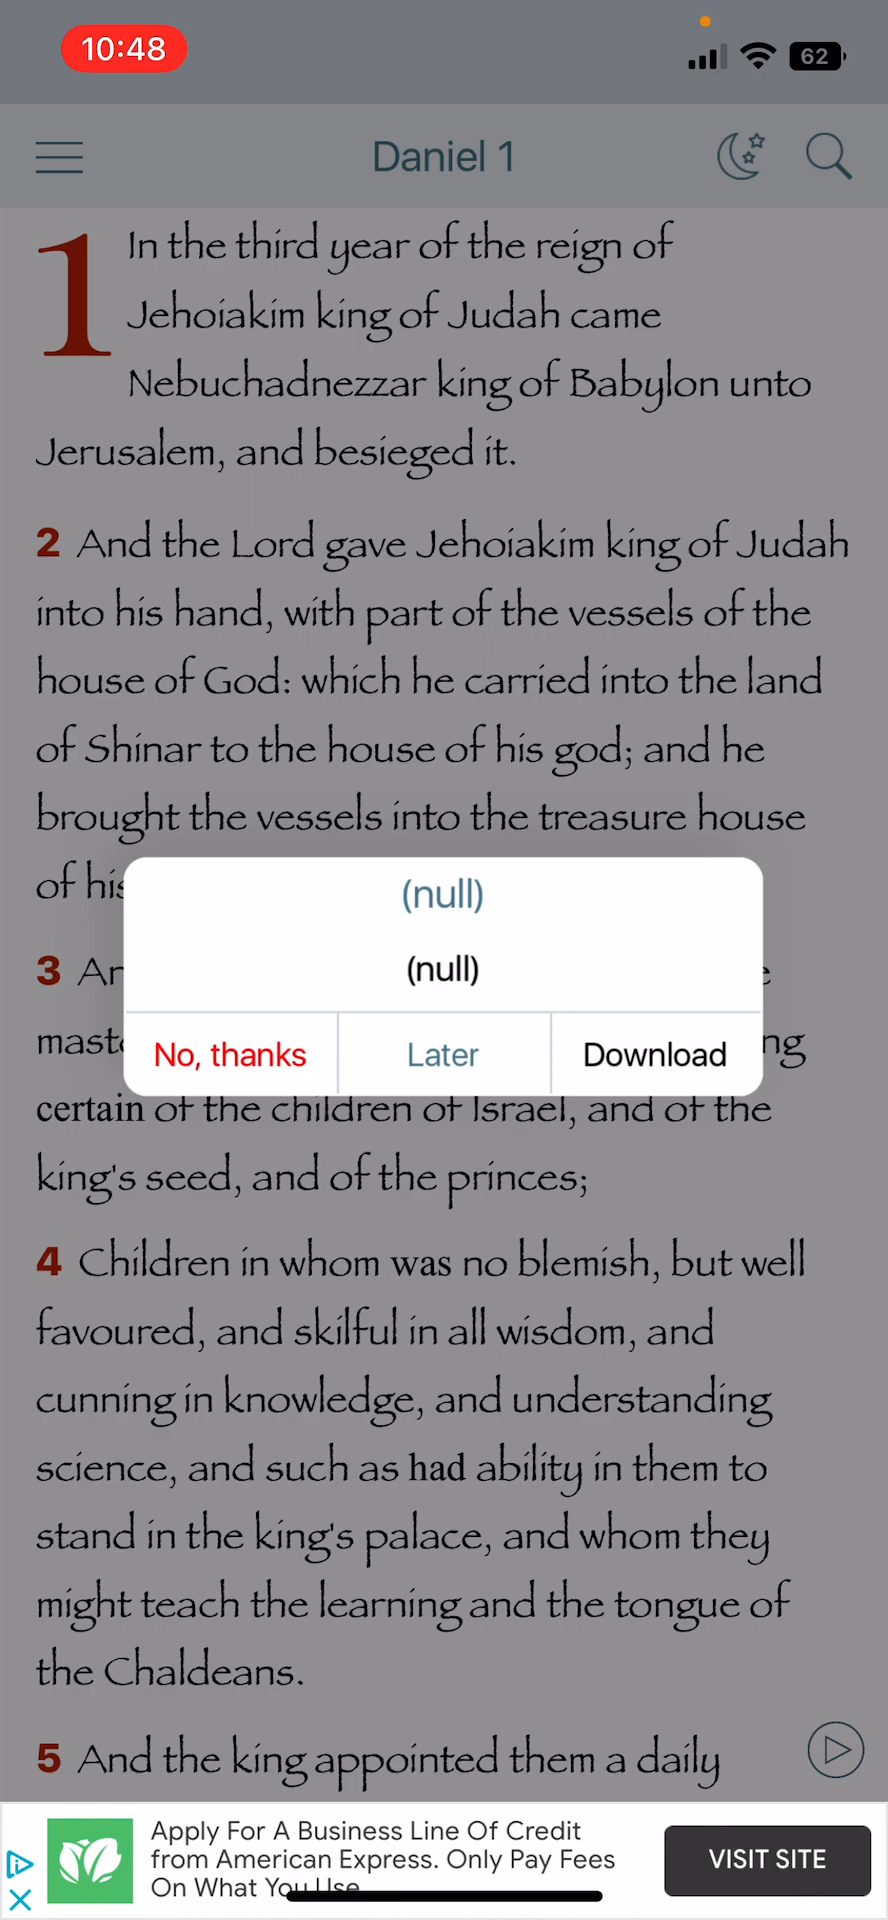 10:48
62
Daniel 1
1 In the third year of the reign of
Jehoiakim king of Judah came
Nebuchadnezzar king of Babylon unto
Jerusalem, and besieged it.
2 And the Lord gave Jehoiakim king of Judah
into his hand, with part of the vessels of the
house of God: which he carried into the land
of Shinar to the house of his god; and he
brought the vessels into the treasure house
of his
(null)
3
(null)
No, thanks
Later
Download
certain of the children of Israel, and of the
king's seed, and of the princes;
4 Children in whom was no blemish, but well
favoured, and skilful in all wisdom, and
cunning in knowledge, and understanding
science, and such as had ability in them to
stand in the king's palace, and whom they
might teach the learning and the tongue of
the Chaldeans.
5 And the king appointed them a daily
Apply For A Business Line Of Credit
from American Express. Only Pay Fees
On What You Use
VISIT SITE